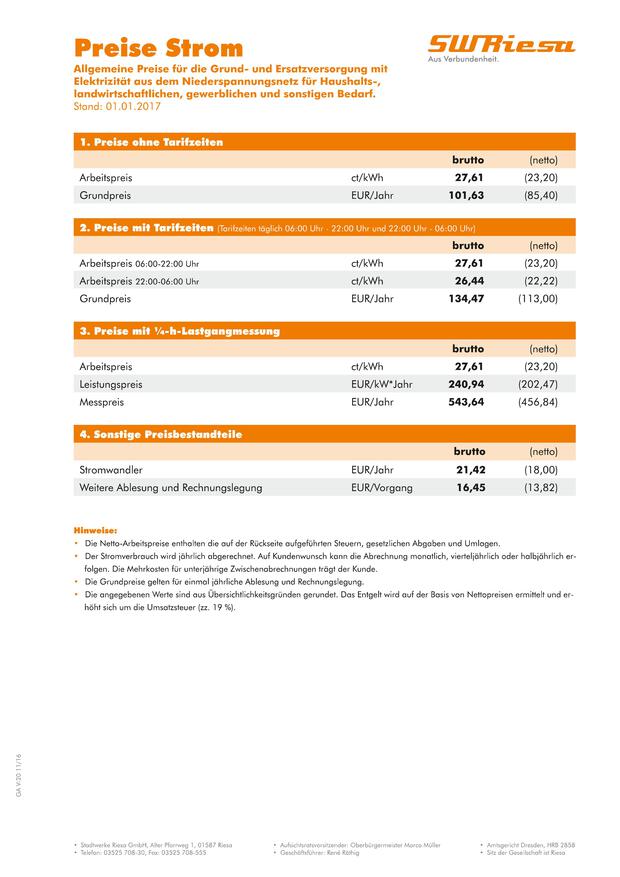 Preise Strom
SWRiesa
Aus Verbundenheit.
Allgemeine Preise für die Grund- und Ersatzversorgung mit
Elektrizität aus dem Niederspannungsnetz für Haushalts-,
landwirtschaftlichen, gewerblichen und sonstigen Bedarf.
Stand: 01.01.2017
1. Preise ohne Tarifzeiten
brutto (netto)
Arbeitspreis ct/kWh 27,61 (23,20)
Grundpreis EUR/Jahr 101,63 (85,40)
2. Preise mit Tarifzeiten (Tarifzeiten täglich 06:00 Uhr - 22:00 Uhr und 22:00 Uhr - 06:00 Uhr)
brutto (netto)
Arbeitspreis 06:00-22:00 Uhr ct/kWh 27,61 (23,20)
Arbeitspreis 22:00-06:00 Uhr ct/kWh 26,44 (22,22)
Grundpreis EUR/Jahr 134,47 (113,00)
3. Preise mit ¼-h-Lastgangmessung
brutto (netto)
Arbeitspreis ct/kWh 27,61 (23,20)
Leistungspreis EUR/kW*Jahr 240,94 (202,47)
Messpreis EUR/Jahr 543,64 (456,84)
4. Sonstige Preisbestandteile
brutto (netto)
Stromwandler EUR/Jahr 21,42 (18,00)
Weitere Ablesung und Rechnungslegung EUR/Vorgang 16,45 (13,82)
Hinweise:
• Die Netto-Arbeitspreise enthalten die auf der Rückseite aufgeführten Steuern, gesetzlichen Abgaben und Umlagen.
• Der Stromverbrauch wird jährlich abgerechnet. Auf Kundenwunsch kann die Abrechnung monatlich, vierteljährlich oder halbjährlich er-
folgen. Die Mehrkosten für unterjährige Zwischenabrechnungen trägt der Kunde.
• Die Grundpreise gelten für einmal jährliche Ablesung und Rechnungslegung.
• Die angegebenen Werte sind aus Übersichtlichkeitsgründen gerundet. Das Entgelt wird auf der Basis von Nettopreisen ermittelt und er-
höht sich um die Umsatzsteuer (zz. 19 %).
GA V-20 11/16
• Stadtwerke Riesa GmbH, Alter Pfarrweg 1, 01587 Riesa
• Telefon: 03525 708-30, Fax: 03525 708-555
• Aufsichtsratsvorsitzender: Oberbürgermeister Marco Müller
• Geschäftsführer: René Röthig
• Amtsgericht Dresden, HRB 2858
• Sitz der Gesellschaft ist Riesa